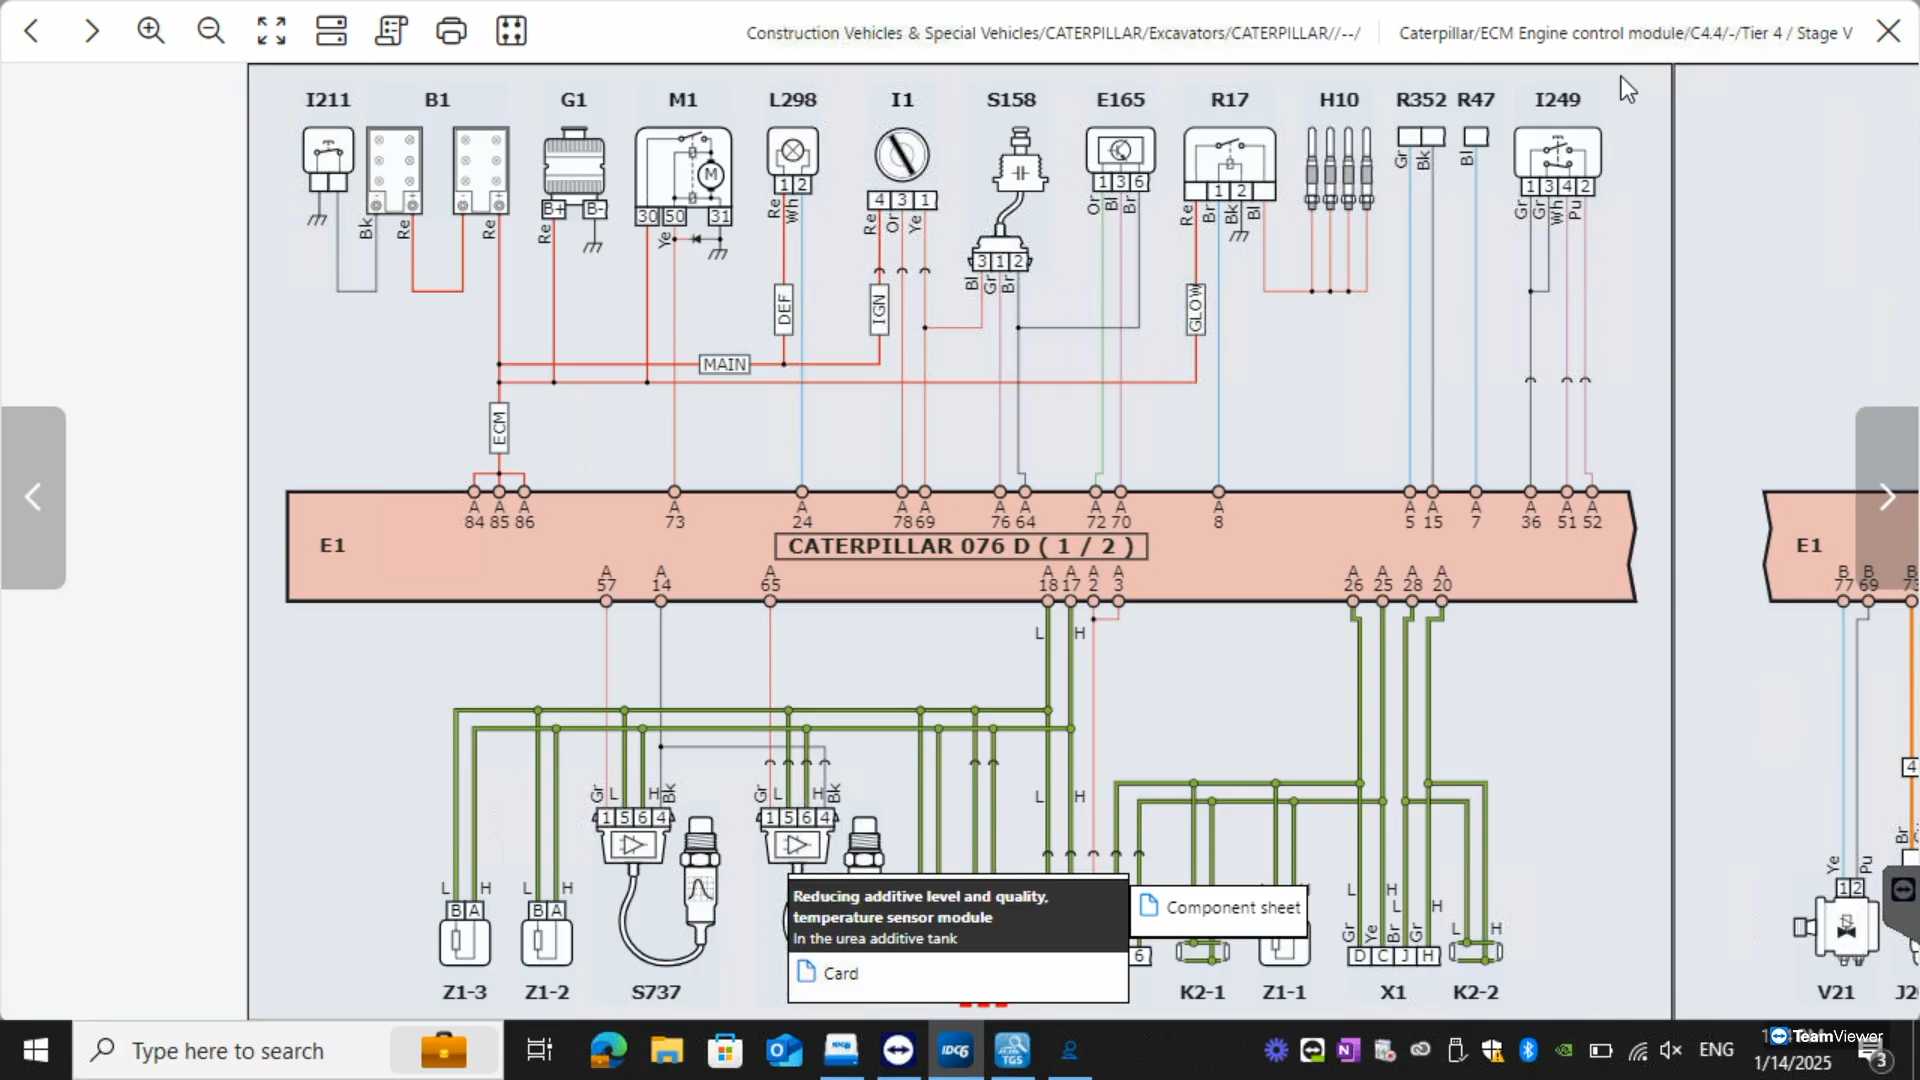 Construction Vehicles & Special Vehicles/CATERPILLAR/Excavators/CATERPILLAR//--/ Caterpillar/ECM Engine control module/C4.4/-/Tier 4 / Stage V
I211 B1 G1 M1 L298 I1 S158 E165 R17 H10 R352 R47 I249
M
B+ B- 30 50 31
1 2
4 3 1
1 3 6
1 2
1 3 4 2
3 1 2
Bk Re Re Re Ye Re Wh Re Or Ye Bl Gr Br Or Bl Br Re Br Bk Bl Gr Bk Bl Gr Gr Wh Pu
DEF IGN GLOW
MAIN
ECM
A A A A A A A A A A A A A A A A A A
84 85 86 73 24 78 69 76 64 72 70 8 5 15 7 36 51 52
E1 CATERPILLAR 076 D ( 1 / 2 ) E1
A A A A A A A A A A A B B B
57 14 65 18 17 2 3 26 25 28 20 77 69 73
L H
4
Gr L H Bk Gr L H Bk L H
1 5 6 4 1 5 6 4
Br
Ye Pu
L H L H L H L H L H
B A B A 1 2
Gr Ye Br Gr
6 D C J H
Reducing additive level and quality,
temperature sensor module
In the urea additive tank
Component sheet
Card
Z1-3 Z1-2 S737 K2-1 Z1-1 X1 K2-2 V21
Type here to search
IDC6
TGS
ENG
TeamViewer
1/14/2025
3